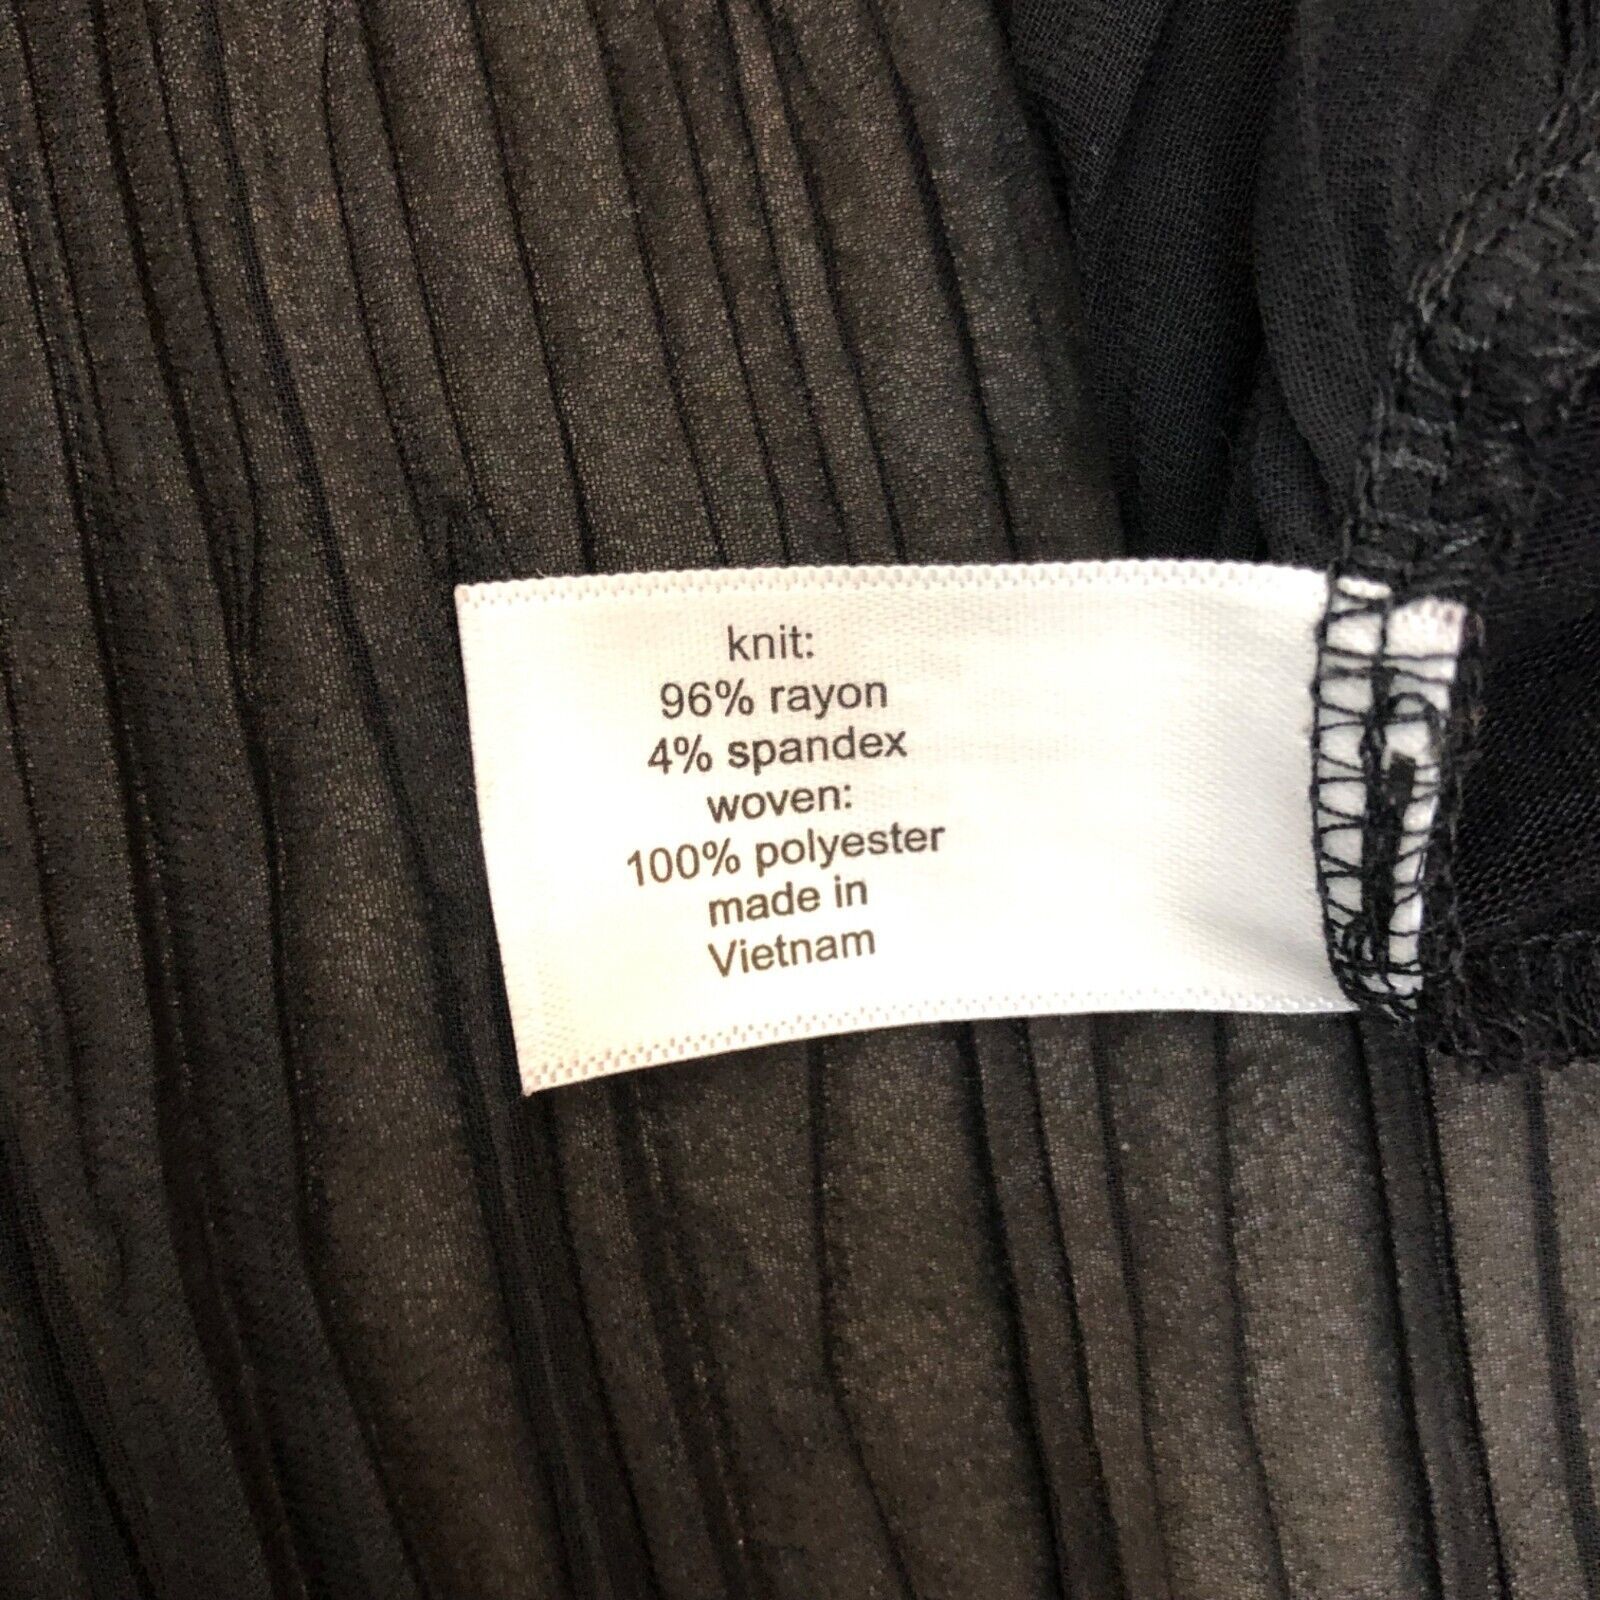 knit:
96% rayon
4% spandex
woven:
100% polyester
made in
Vietnam